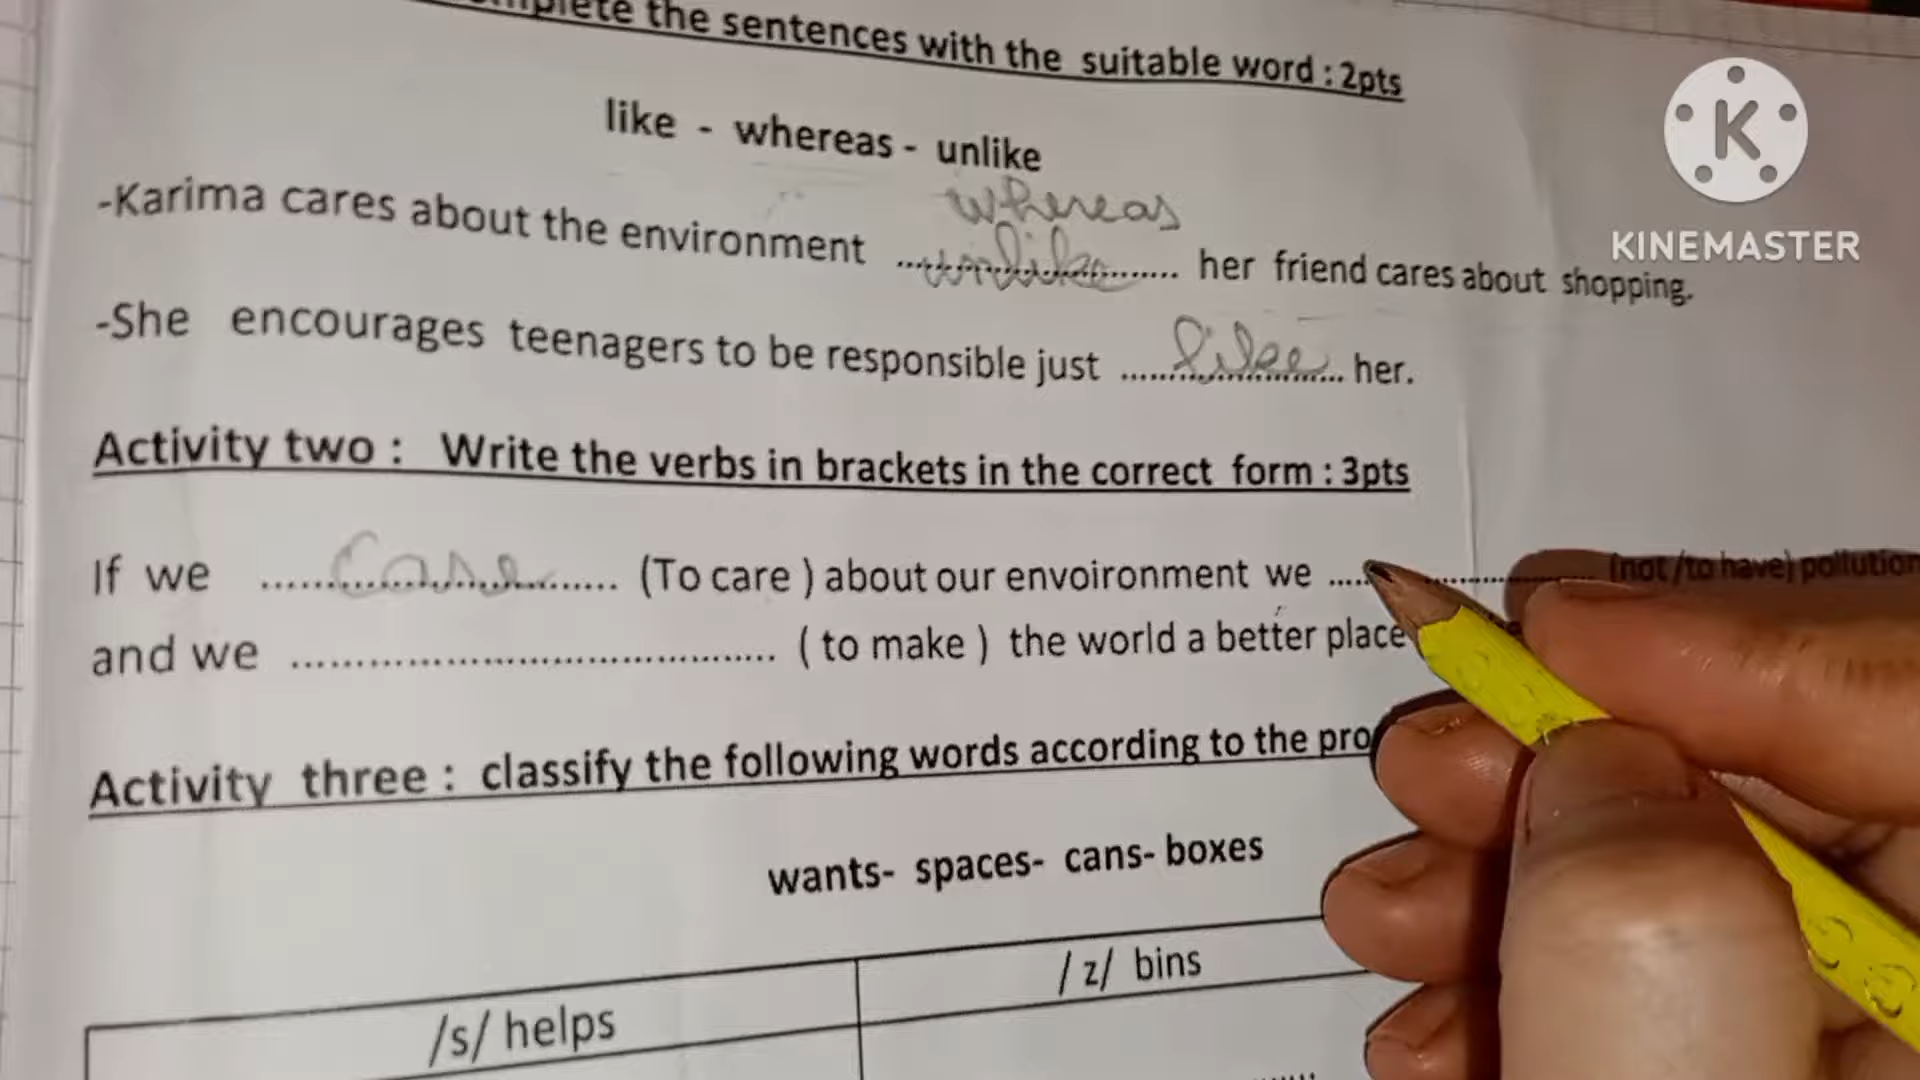 complete the sentences with the suitable word : 2pts
like - whereas - unlike
whereas
-Karima cares about the environment ....unlike.... her friend cares about shopping.
-She encourages teenagers to be responsible just ....like.... her.
Activity two : Write the verbs in brackets in the correct form : 3pts
If we ....Care.... (To care ) about our envoironment we .................... (not /to have) pollution
and we .................................... ( to make ) the world a better place
Activity three : classify the following words according to the pro
wants- spaces- cans- boxes
/s/ helps
/ z/ bins
K
KINEMASTER